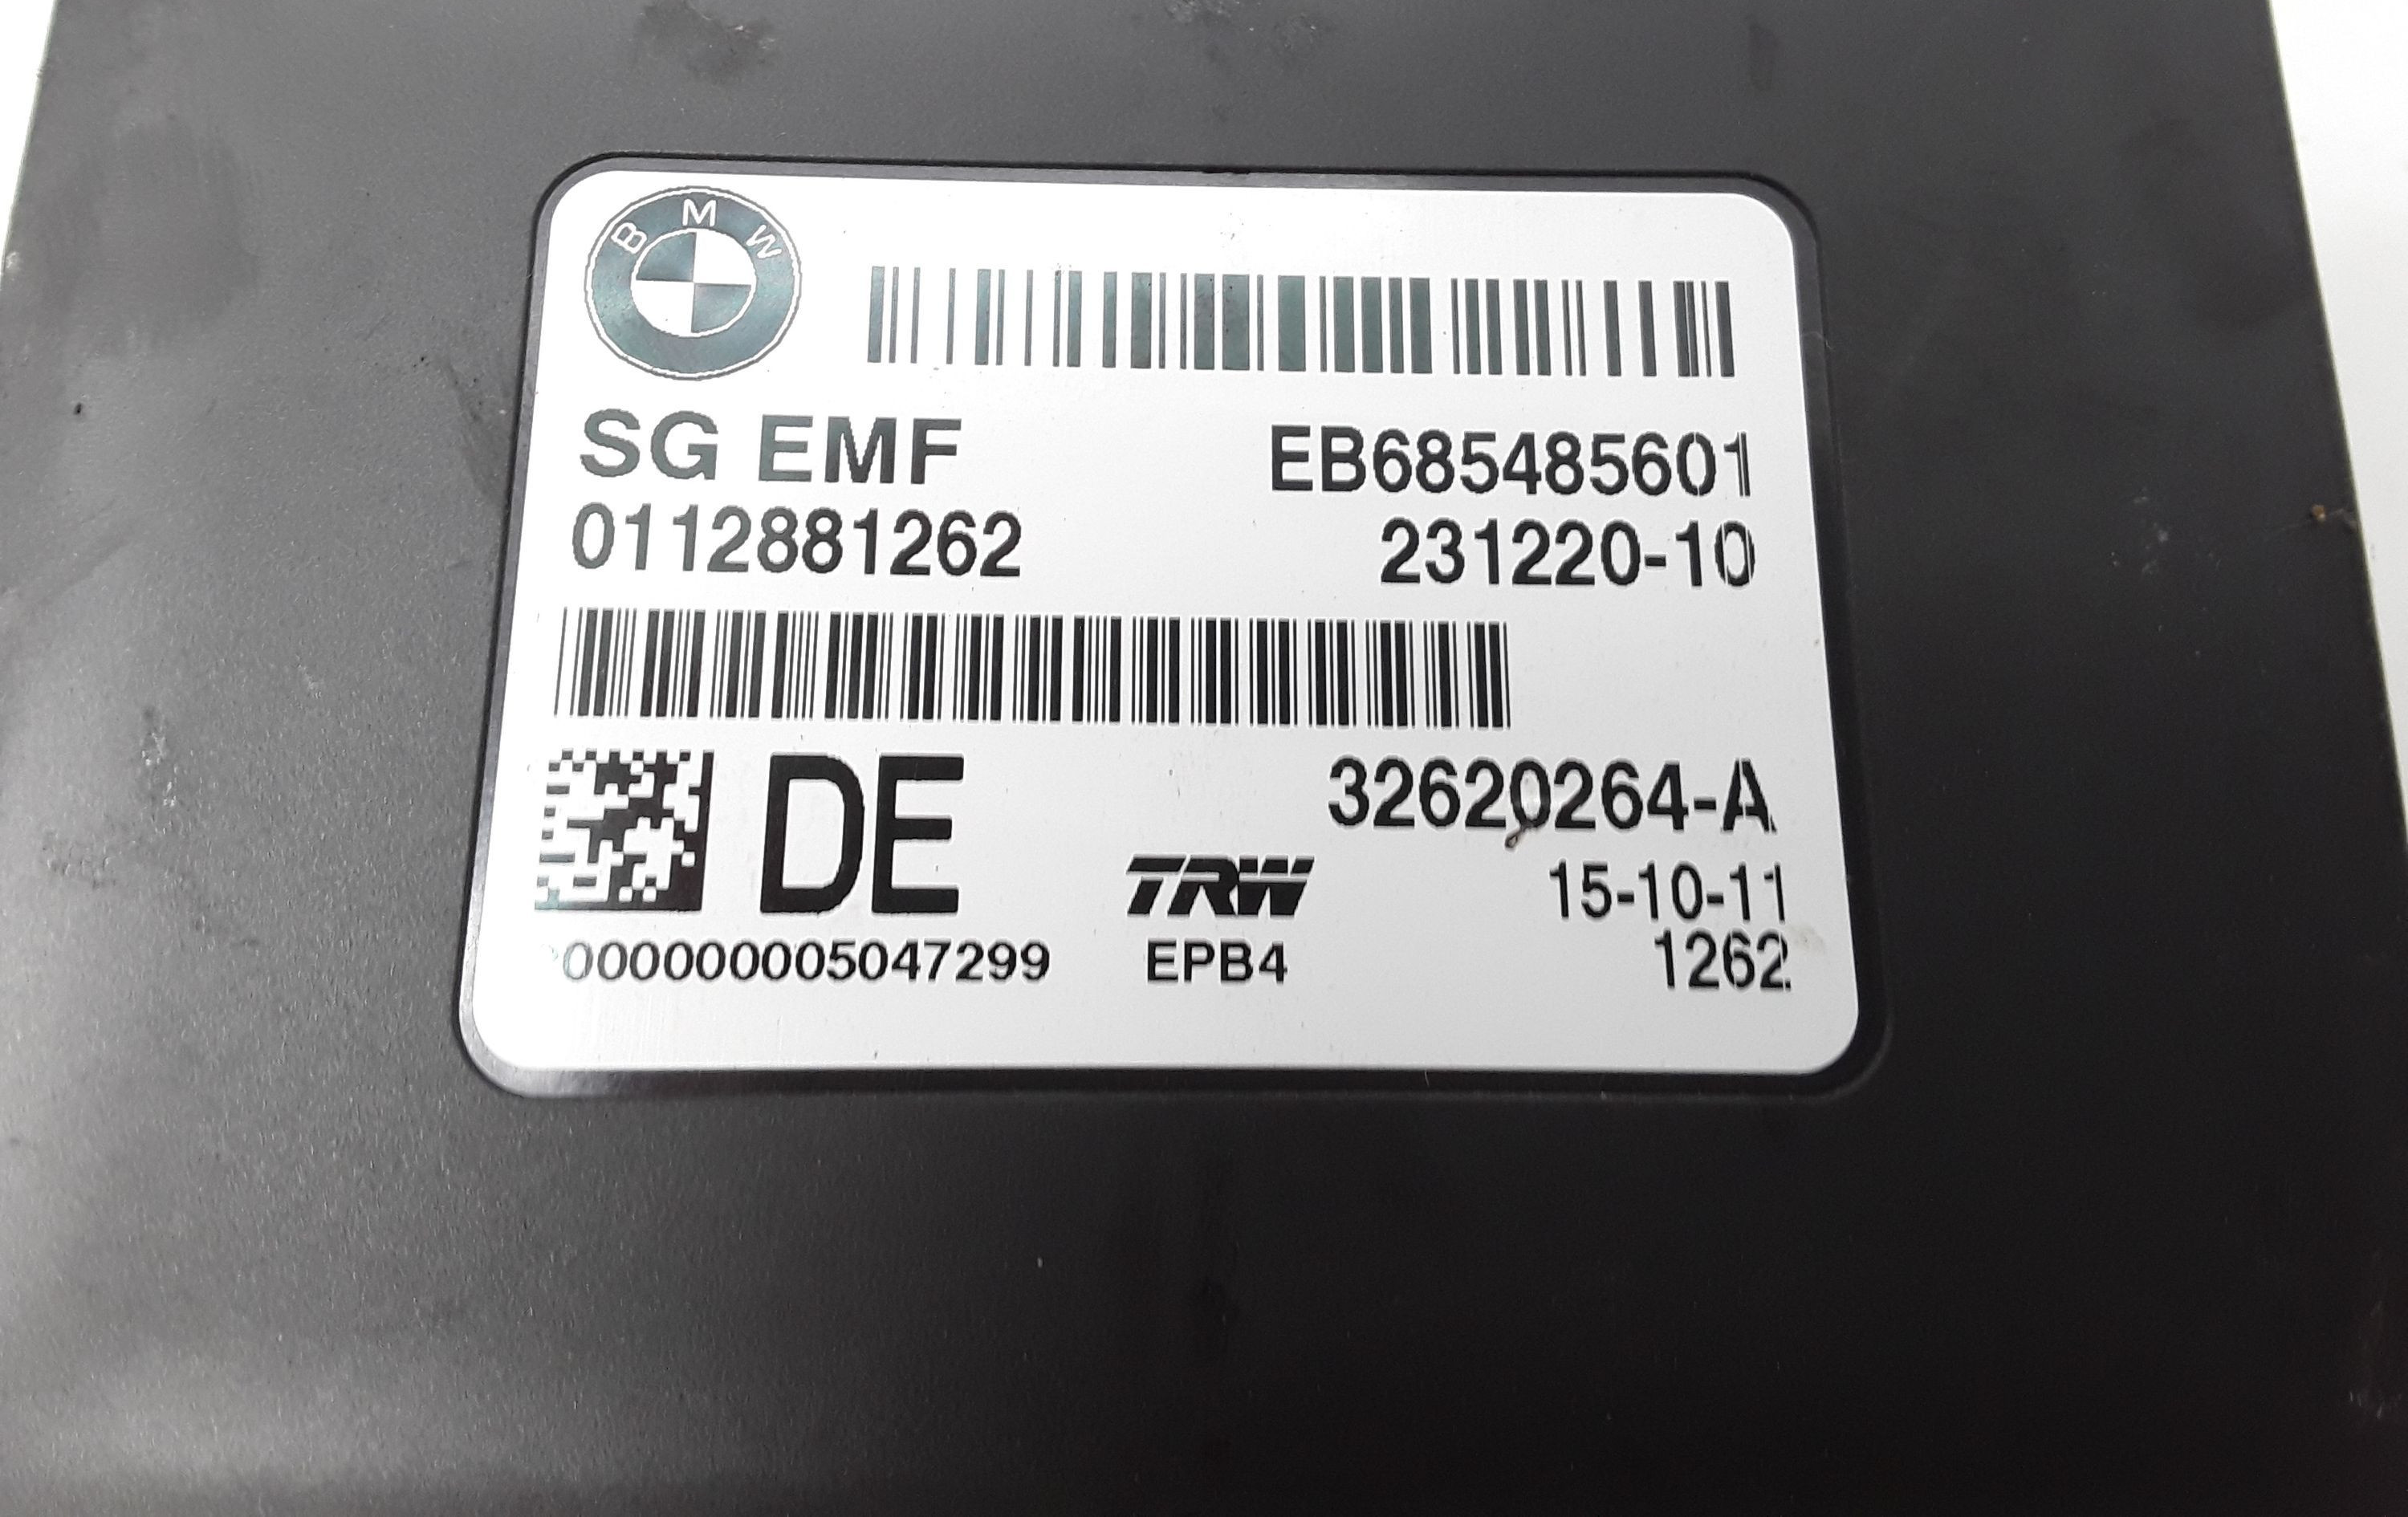 BMW
SG EMF EB685485601
0112881262 231220-10
DE 32620264-A
TRW 15-10-11
000000005047299 EPB4 1262